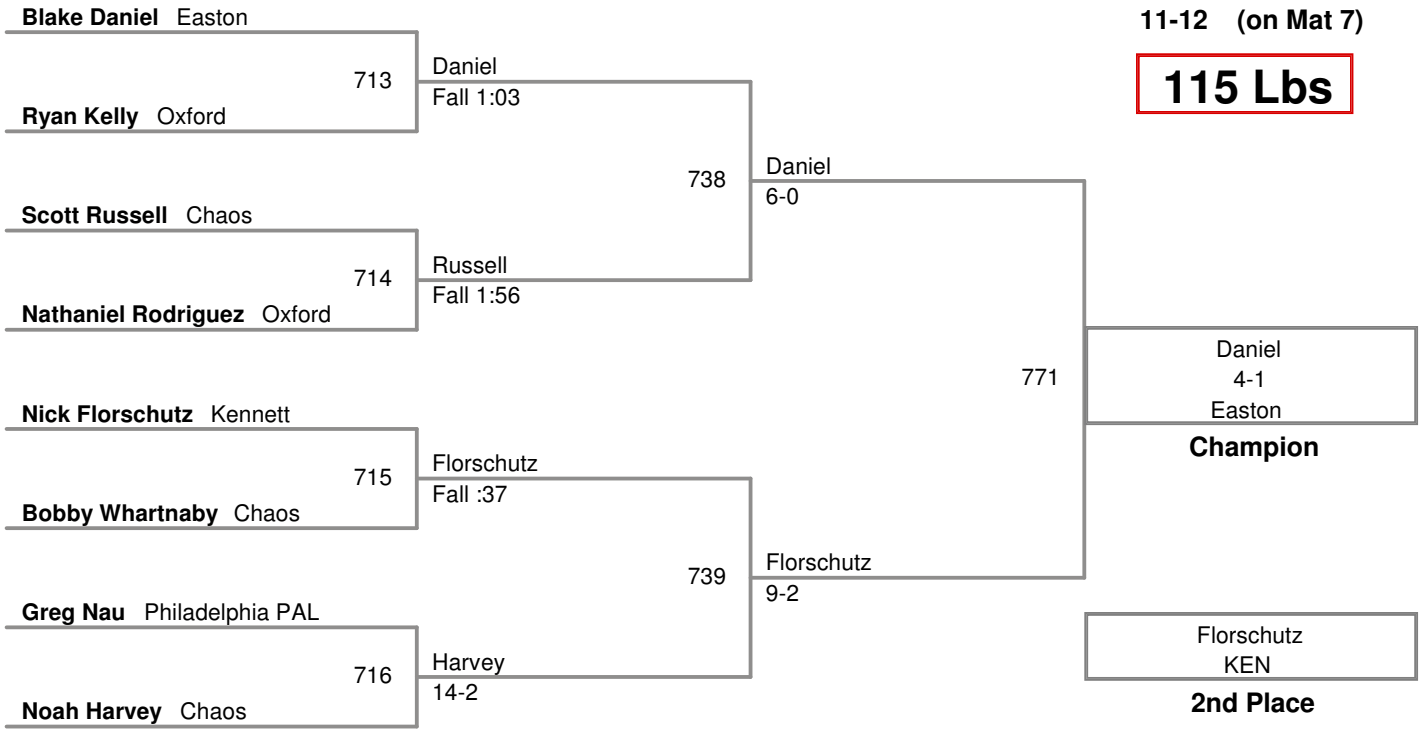 Blake Daniel Easton
11-12 (on Mat 7)
115 Lbs
713
Daniel
Fall 1:03
Ryan Kelly Oxford
738
Daniel
6-0
Scott Russell Chaos
714
Russell
Fall 1:56
Nathaniel Rodriguez Oxford
771
Daniel
4-1
Easton
Champion
Nick Florschutz Kennett
715
Florschutz
Fall :37
Bobby Whartnaby Chaos
739
Florschutz
9-2
Greg Nau Philadelphia PAL
716
Harvey
14-2
Noah Harvey Chaos
Florschutz
KEN
2nd Place